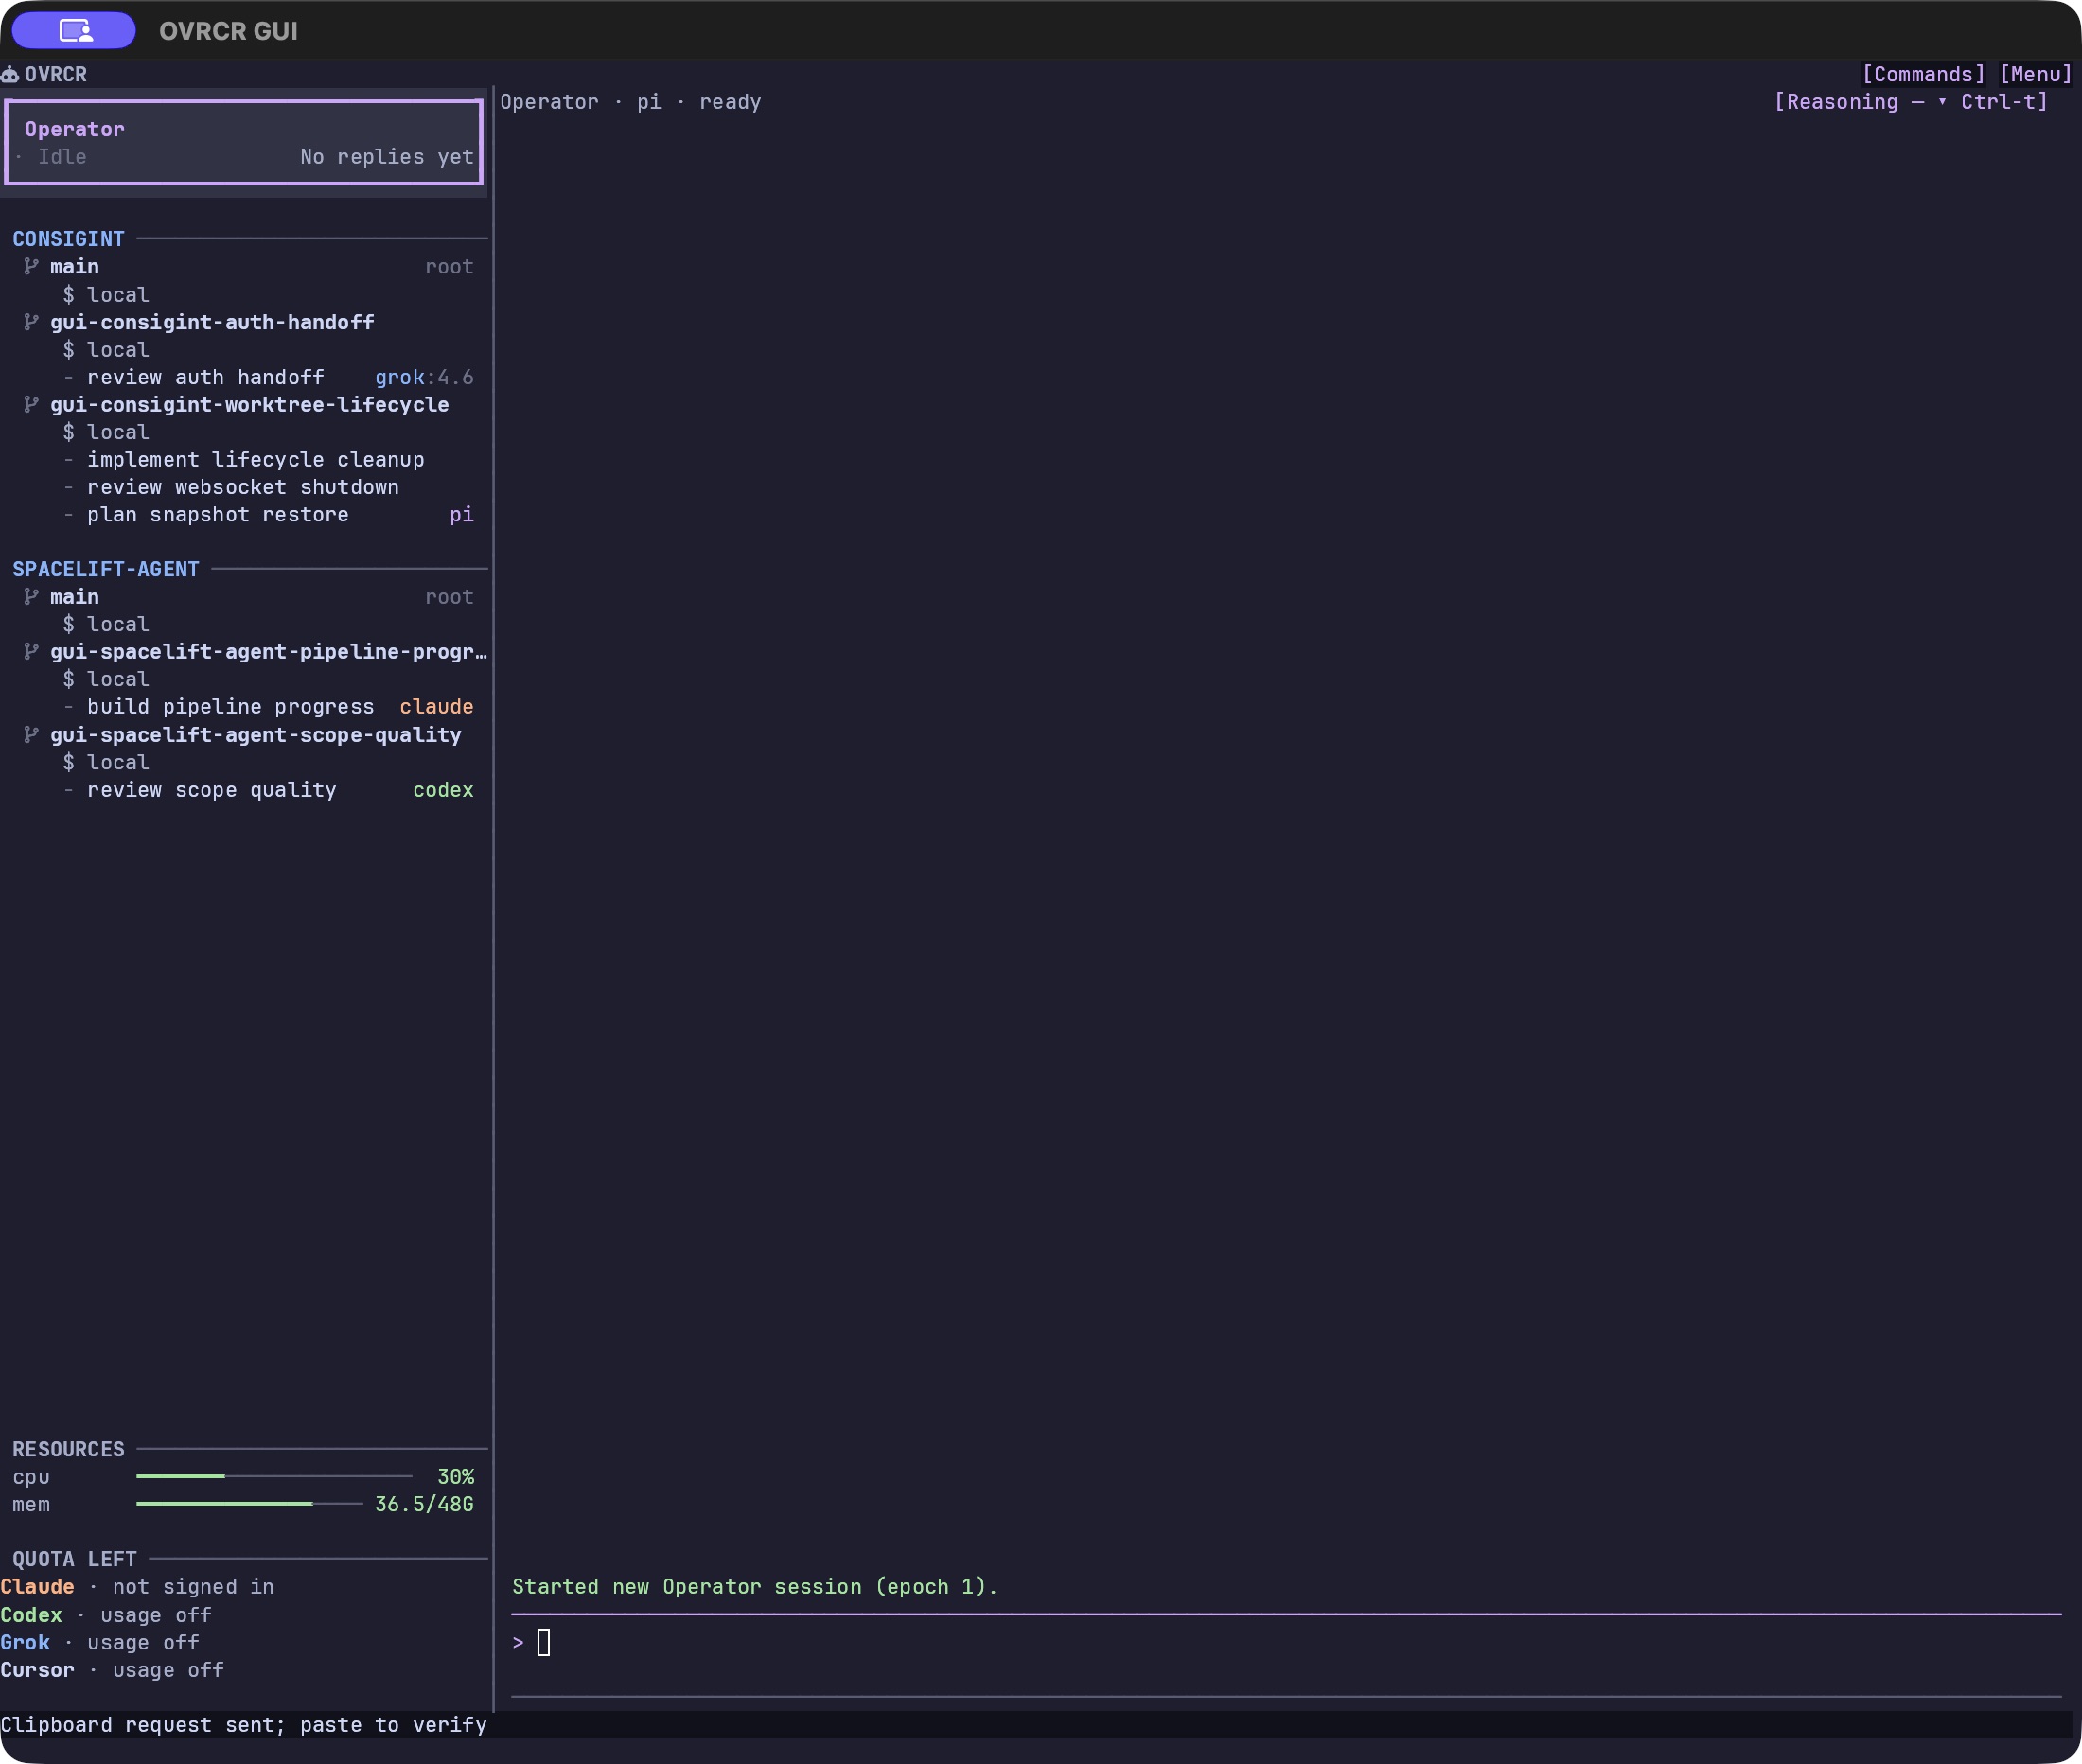 OVRCR GUI
OVRCR
[Commands] [Menu]
Operator
· Idle No replies yet
CONSIGINT
main root
$ local
gui-consigint-auth-handoff
$ local
- review auth handoff grok:4.6
gui-consigint-worktree-lifecycle
$ local
- implement lifecycle cleanup
- review websocket shutdown
- plan snapshot restore pi
SPACELIFT-AGENT
main root
$ local
gui-spacelift-agent-pipeline-progr…
$ local
- build pipeline progress claude
gui-spacelift-agent-scope-quality
$ local
- review scope quality codex
RESOURCES
cpu 30%
mem 36.5/48G
QUOTA LEFT
Claude · not signed in
Codex · usage off
Grok · usage off
Cursor · usage off
Operator · pi · ready [Reasoning — ▾ Ctrl-t]
Started new Operator session (epoch 1).
>
Clipboard request sent; paste to verify